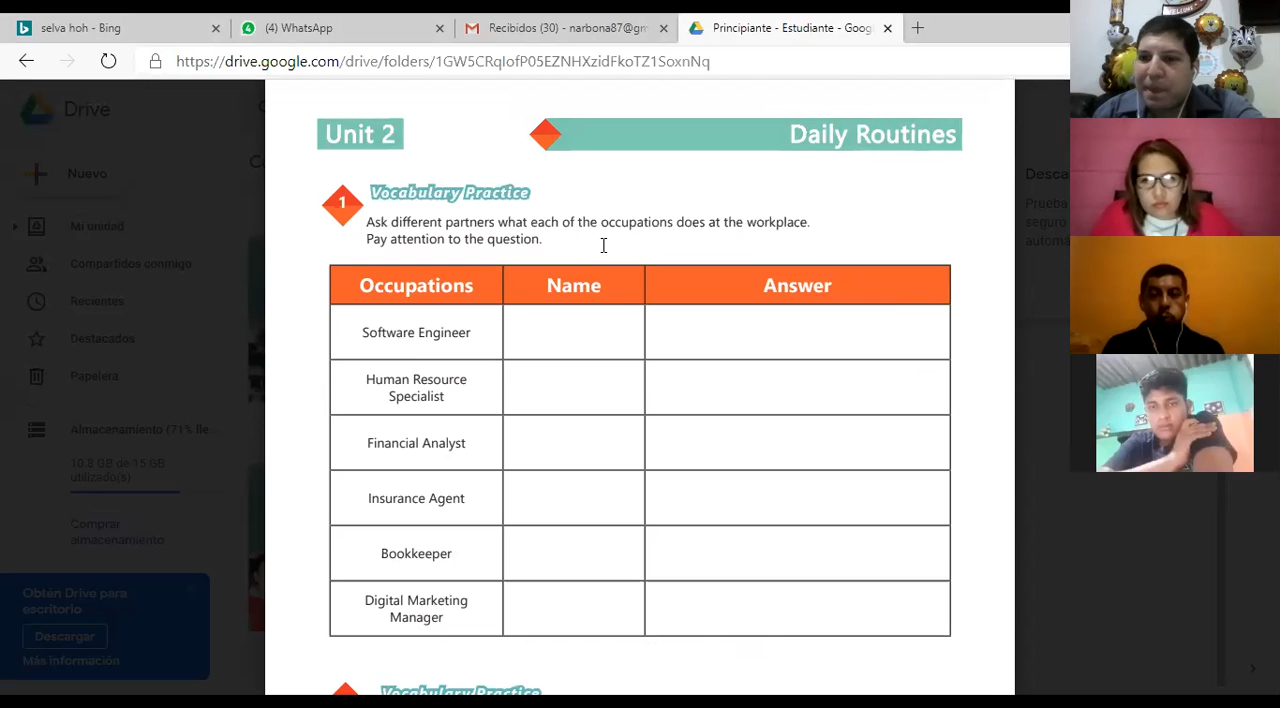 selva hoh - Bing
(4) WhatsApp
Recibidos (30) - narbona87@gm
Principiante - Estudiante - Goog
https://drive.google.com/drive/folders/
Drive
Nuevo
Mi unidad
Compartidos conmigo
Recientes
Destacados
Papelera
Almacenamiento (71% lle...
10.8 GB de 15 GB
utilizado(s)
Comprar
almacenamiento
Obtén Drive para
escritorio
Descargar
Más información
Unit 2
Daily Routines
1
Vocabulary Practice
Ask different partners what each of the occupations does at the workplace.
Pay attention to the question.
Occupations Name Answer
Software Engineer
Human Resource
Specialist
Financial Analyst
Insurance Agent
Bookkeeper
Digital Marketing
Manager
Vocabulary Practice